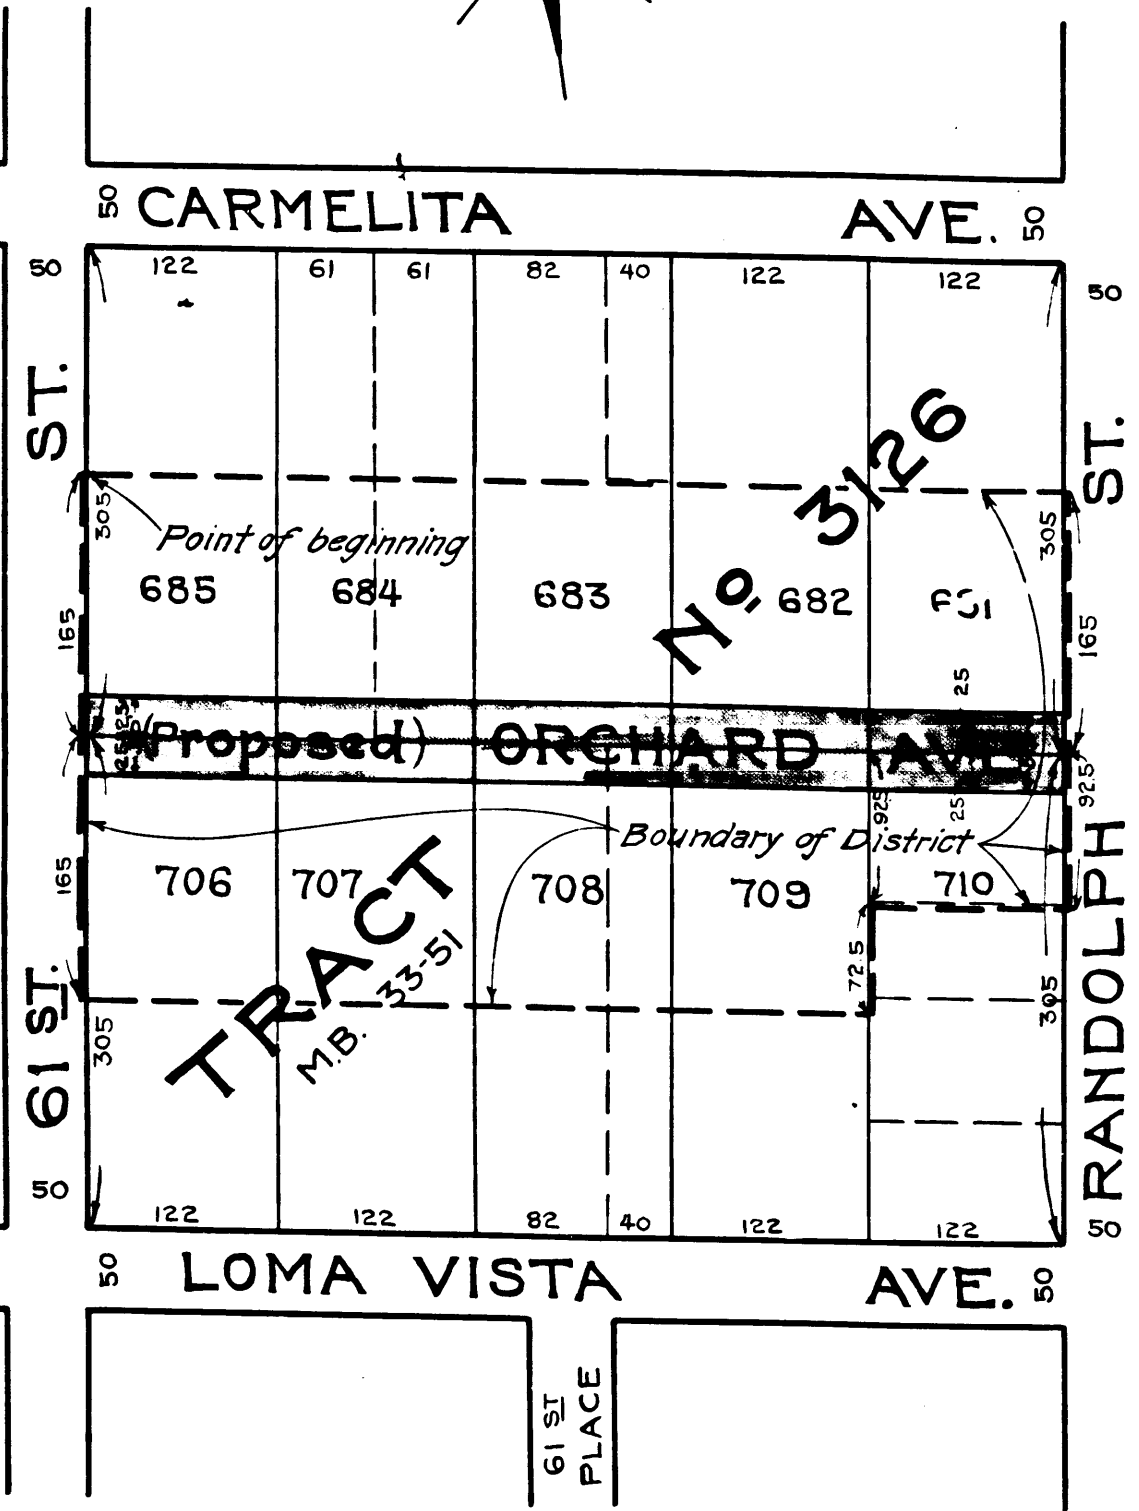 50 CARMELITA AVE. 50
50 122 61 61 82 40 122 122 50
ST.
ST.
305
305
Point of beginning
685 684 683 682
165
165
TRACT No. 3126
M.B. 33-51
25
(Proposed) ORCHARD AVE.
25
92.5
92.5
Boundary of District
706 707 708 709 710
165
72.5
305
305
61 ST.
RANDOLPH
50 122 122 82 40 122 122 50
50 LOMA VISTA AVE. 50
61 ST
PLACE